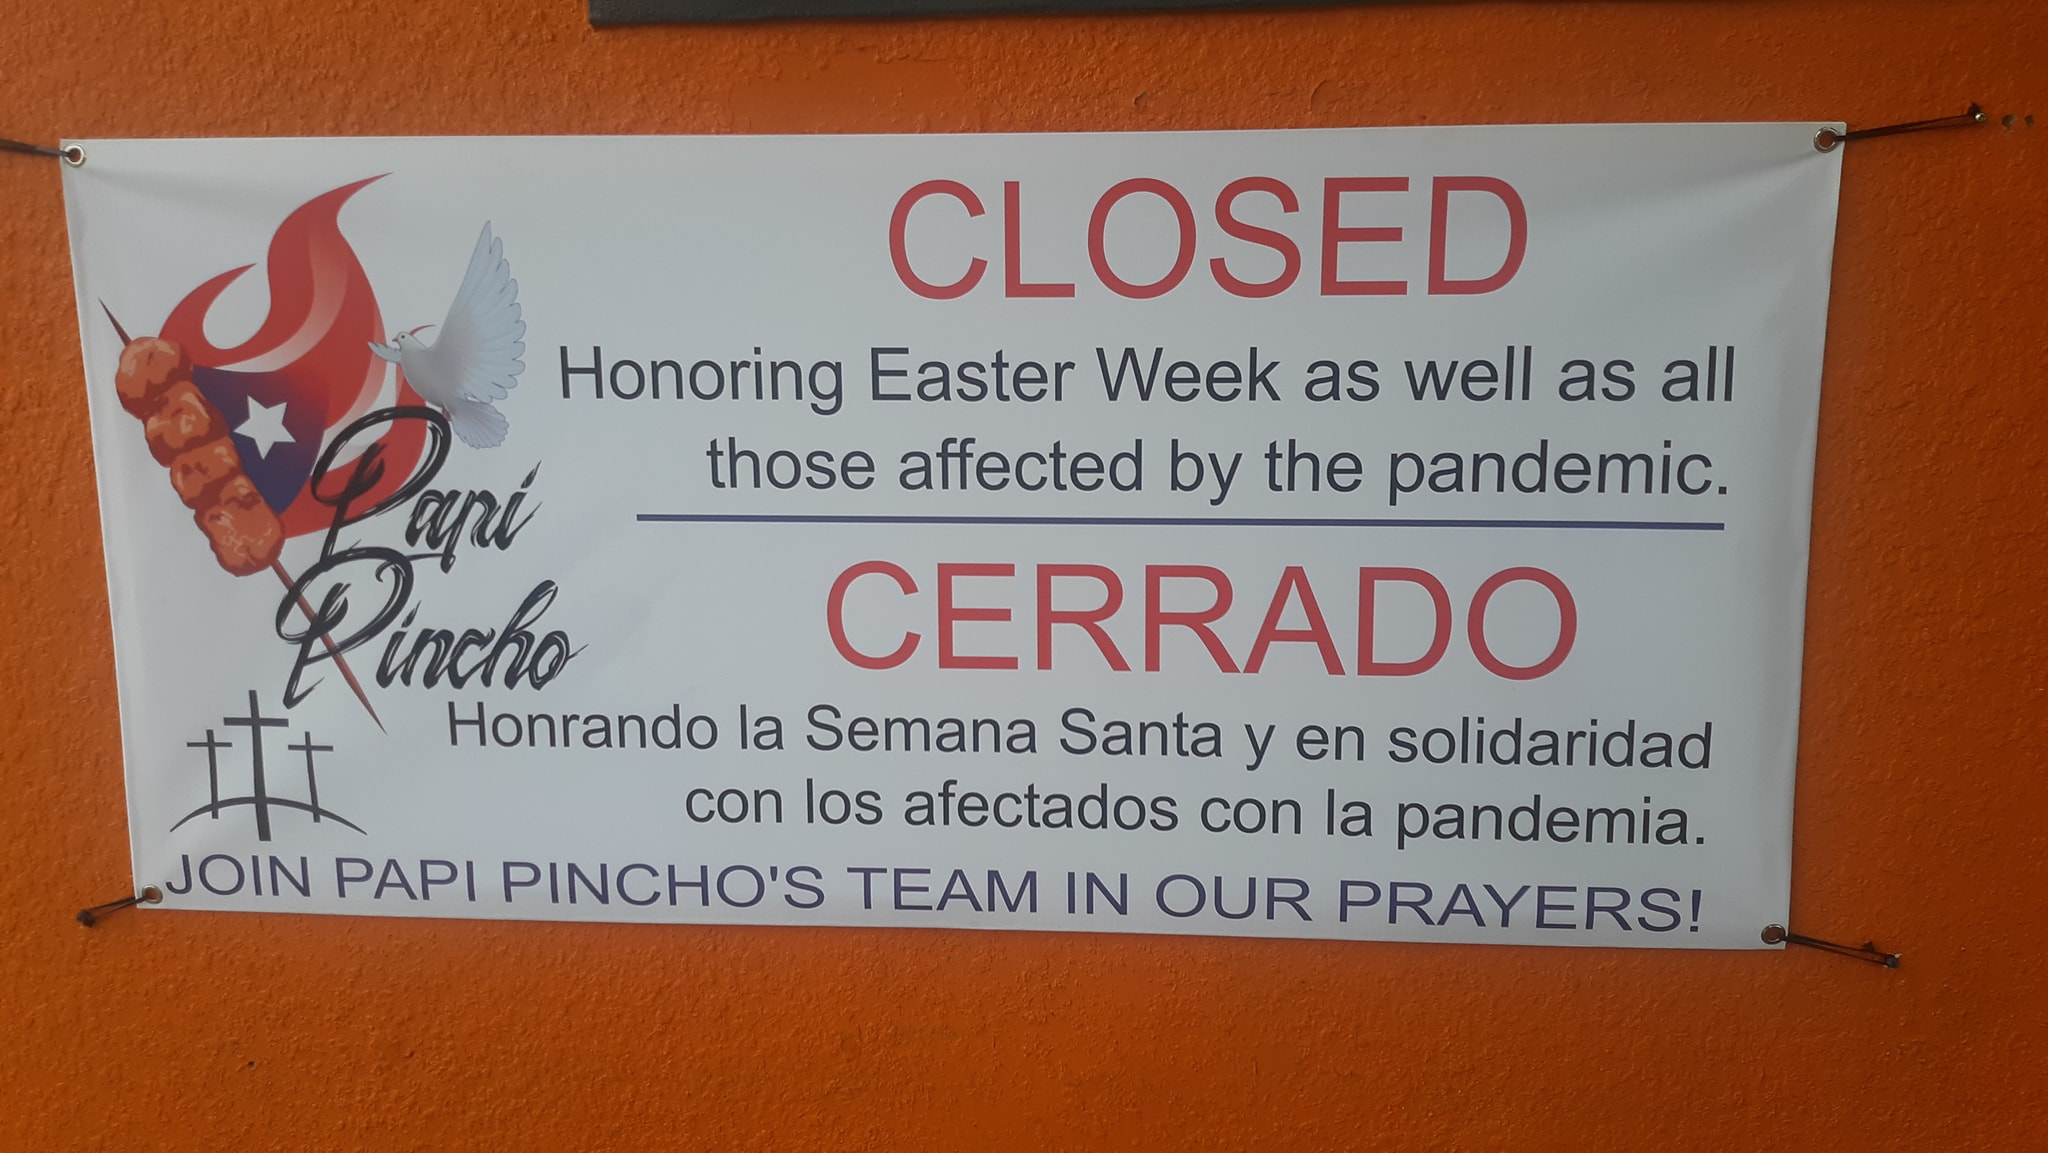 Papi
Pincho
CLOSED
Honoring Easter Week as well as all
those affected by the pandemic.
CERRADO
Honrando la Semana Santa y en solidaridad
con los afectados con la pandemia.
JOIN PAPI PINCHO'S TEAM IN OUR PRAYERS!